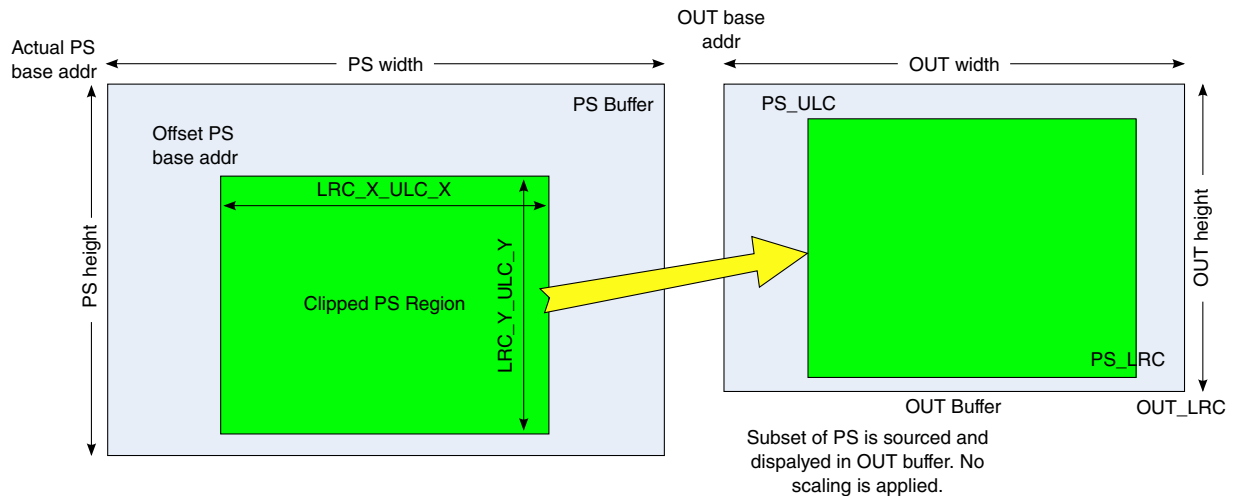 Actual PS
base addr
PS width
PS Buffer
Offset PS
base addr
LRC_X_ULC_X
PS height
LRC_Y_ULC_Y
Clipped PS Region
OUT base
addr
OUT width
PS_ULC
OUT height
PS_LRC
OUT Buffer
OUT_LRC
Subset of PS is sourced and
dispalyed in OUT buffer. No
scaling is applied.